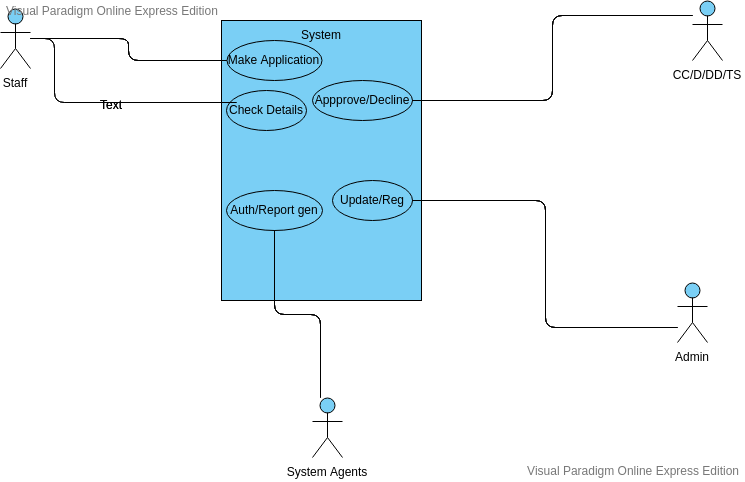 Visual Paradigm Online Express Edition
System
Staff
CC/D/DD/TS
Make Application
Text
Check Details
Appprove/Decline
Auth/Report gen
Update/Reg
Admin
System Agents
Visual Paradigm Online Express Edition